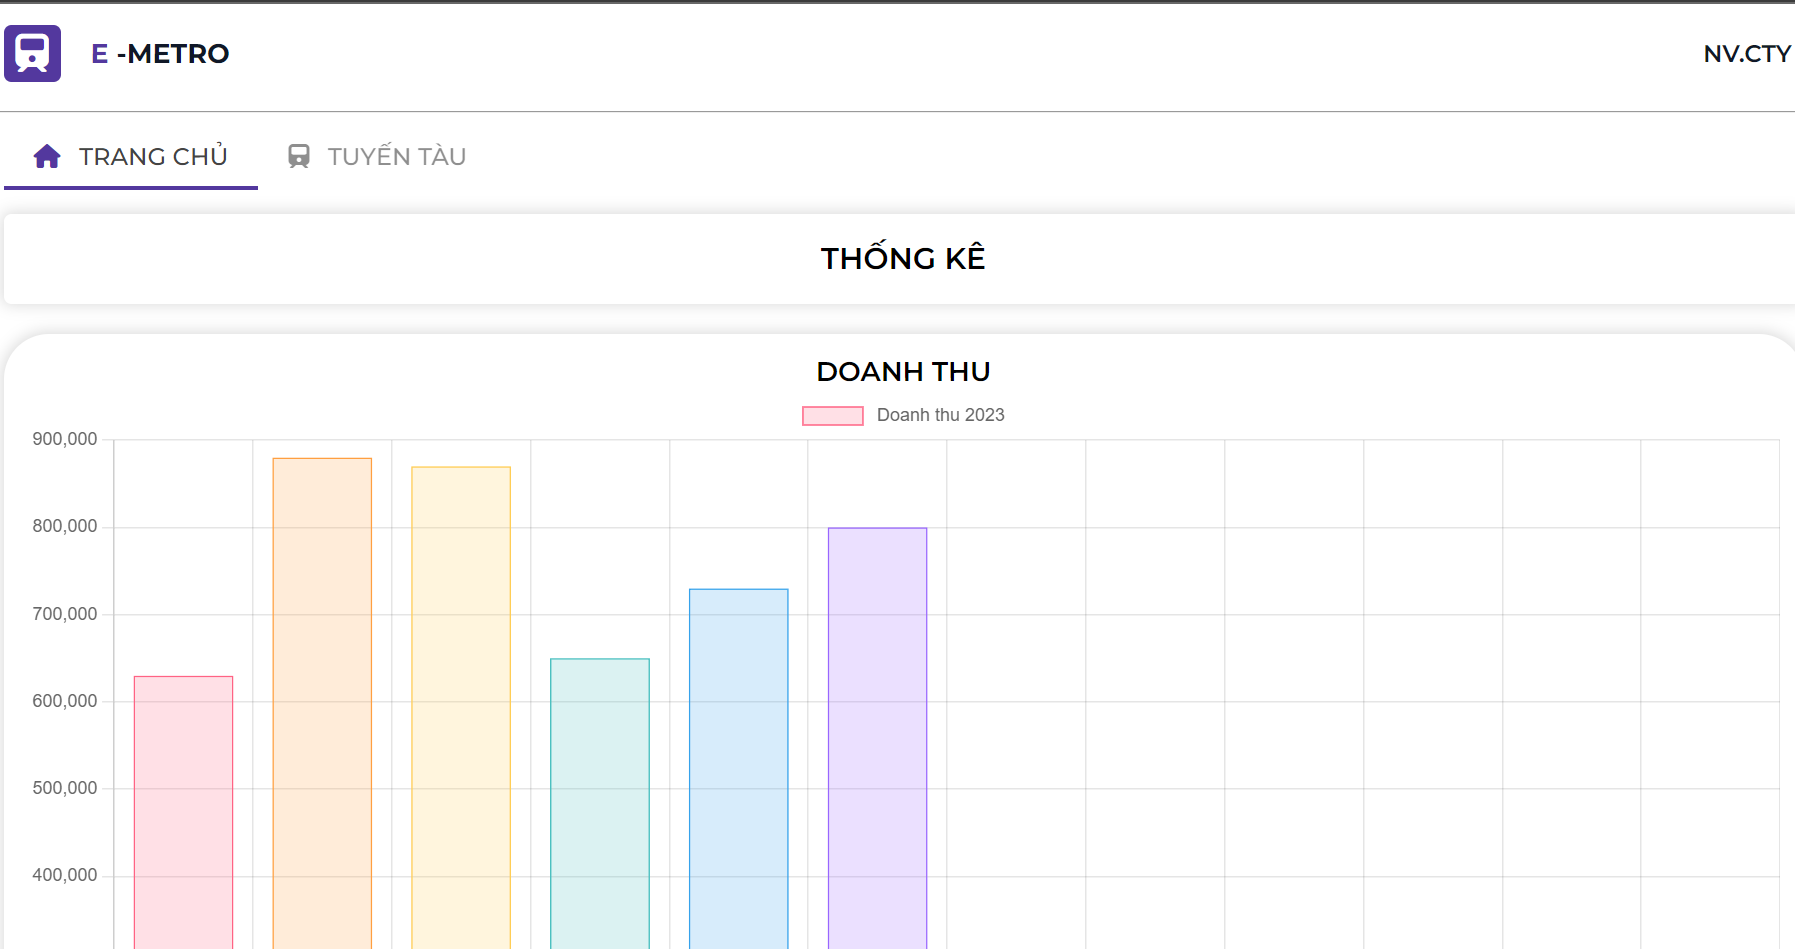 E -METRO
NV.CTY
TRANG CHỦ
TUYẾN TÀU
THỐNG KÊ
DOANH THU
Doanh thu 2023
900,000
800,000
700,000
600,000
500,000
400,000